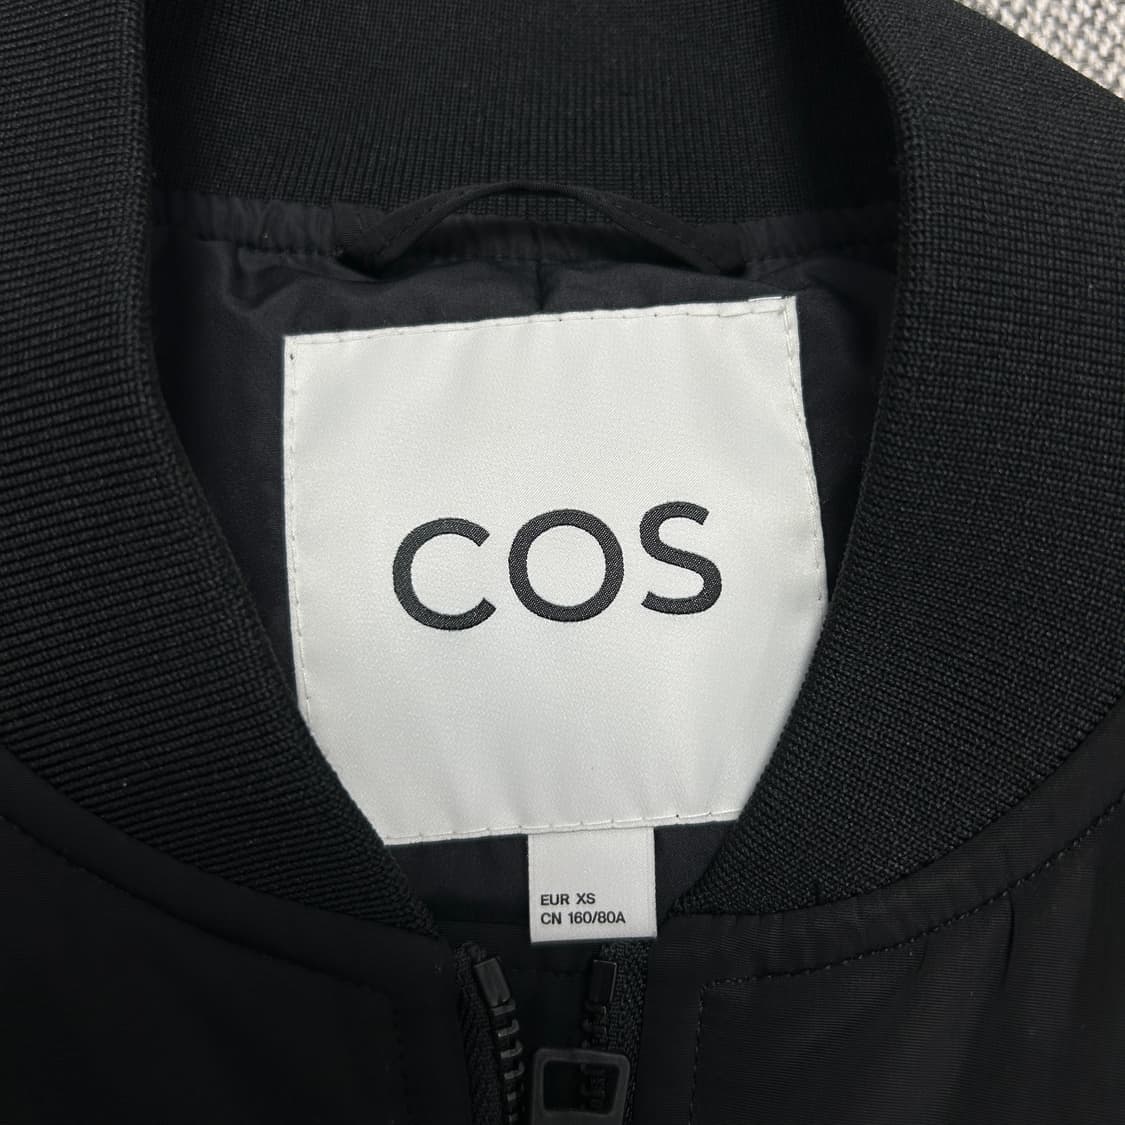 COS
EUR XS
CN 160/80A